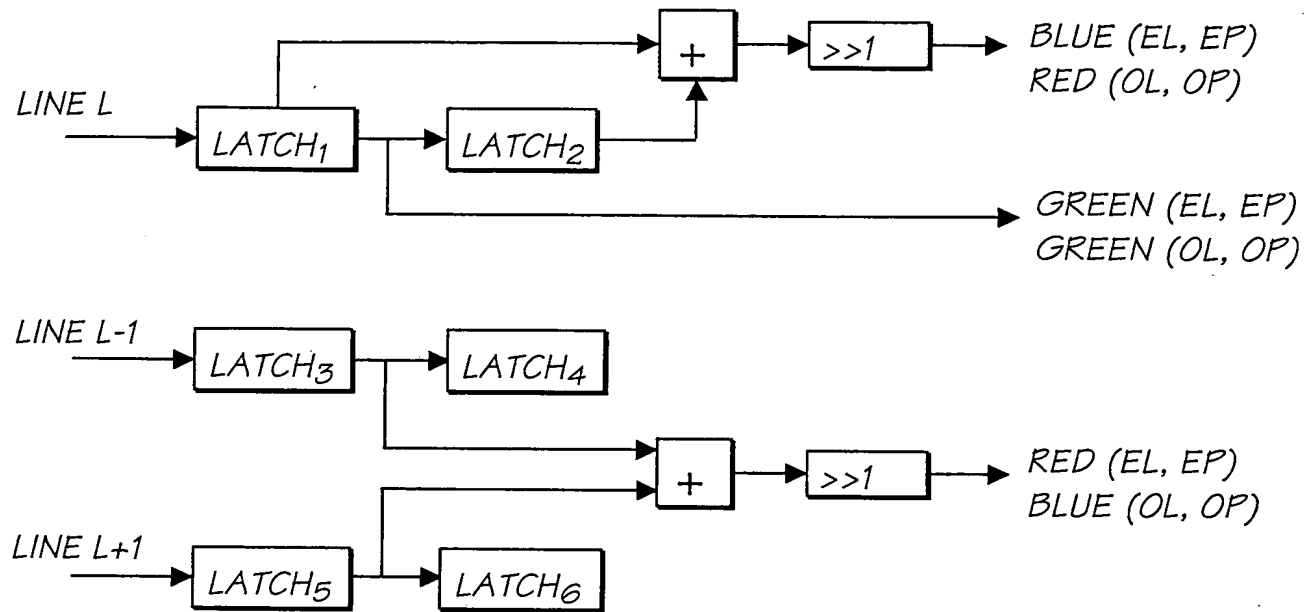 BLUE (EL, EP)
RED (OL, OP)
+
>>1
LINE L
LATCH1
LATCH2
GREEN (EL, EP)
GREEN (OL, OP)
LINE L-1
LATCH3
LATCH4
+
>>1
RED (EL, EP)
BLUE (OL, OP)
LINE L+1
LATCH5
LATCH6